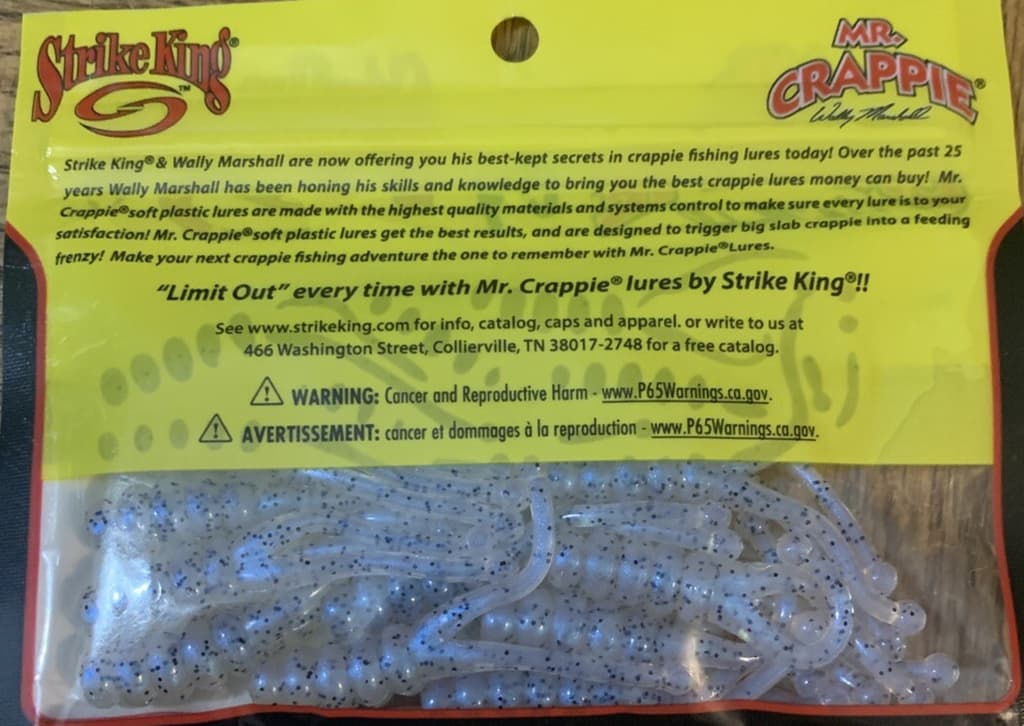 Strike King®
™
MR.
CRAPPIE®
Wally Marshall
Strike King® & Wally Marshall are now offering you his best-kept secrets in crappie fishing lures today! Over the past 25
years Wally Marshall has been honing his skills and knowledge to bring you the best crappie lures money can buy! Mr.
Crappie®soft plastic lures are made with the highest quality materials and systems control to make sure every lure is to your
satisfaction! Mr. Crappie®soft plastic lures get the best results, and are designed to trigger big slab crappie into a feeding
frenzy! Make your next crappie fishing adventure the one to remember with Mr. Crappie®Lures.
“Limit Out” every time with Mr. Crappie® lures by Strike King®!!
See www.strikeking.com for info, catalog, caps and apparel. or write to us at
466 Washington Street, Collierville, TN 38017-2748 for a free catalog.
WARNING: Cancer and Reproductive Harm - www.P65Warnings.ca.gov.
AVERTISSEMENT: cancer et dommages à la reproduction - www.P65Warnings.ca.gov.